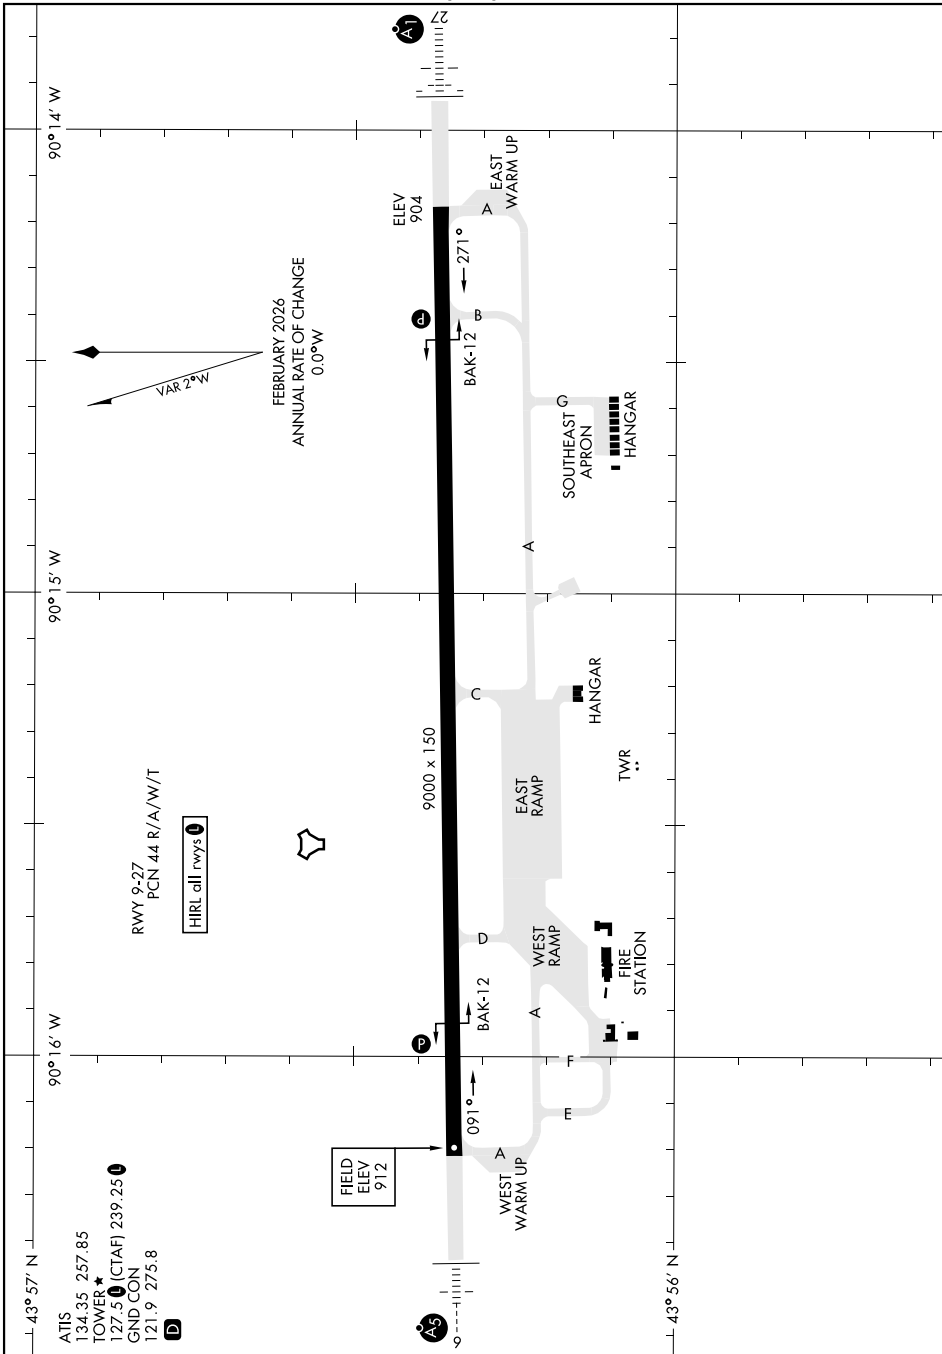 ATIS
134.35 257.85
TOWER ★
127.5 L (CTAF) 239.25 L
GND CON
121.9 275.8
D
43° 57' N
43° 56' N
90° 16' W
90° 15' W
90° 14' W
RWY 9-27
PCN 44 R/A/W/T
HIRL all rwys L
VAR 2° W
FEBRUARY 2026
ANNUAL RATE OF CHANGE
0.0° W
FIELD
ELEV
912
ELEV
904
A5
9
A1
27
P
P
9000 x 150
091°
271°
BAK-12
BAK-12
A
WEST
WARM UP
E
F
A
D
WEST
RAMP
FIRE
STATION
EAST
RAMP
TWR
C
HANGAR
A
SOUTHEAST
APRON
G
HANGAR
B
A
EAST
WARM UP